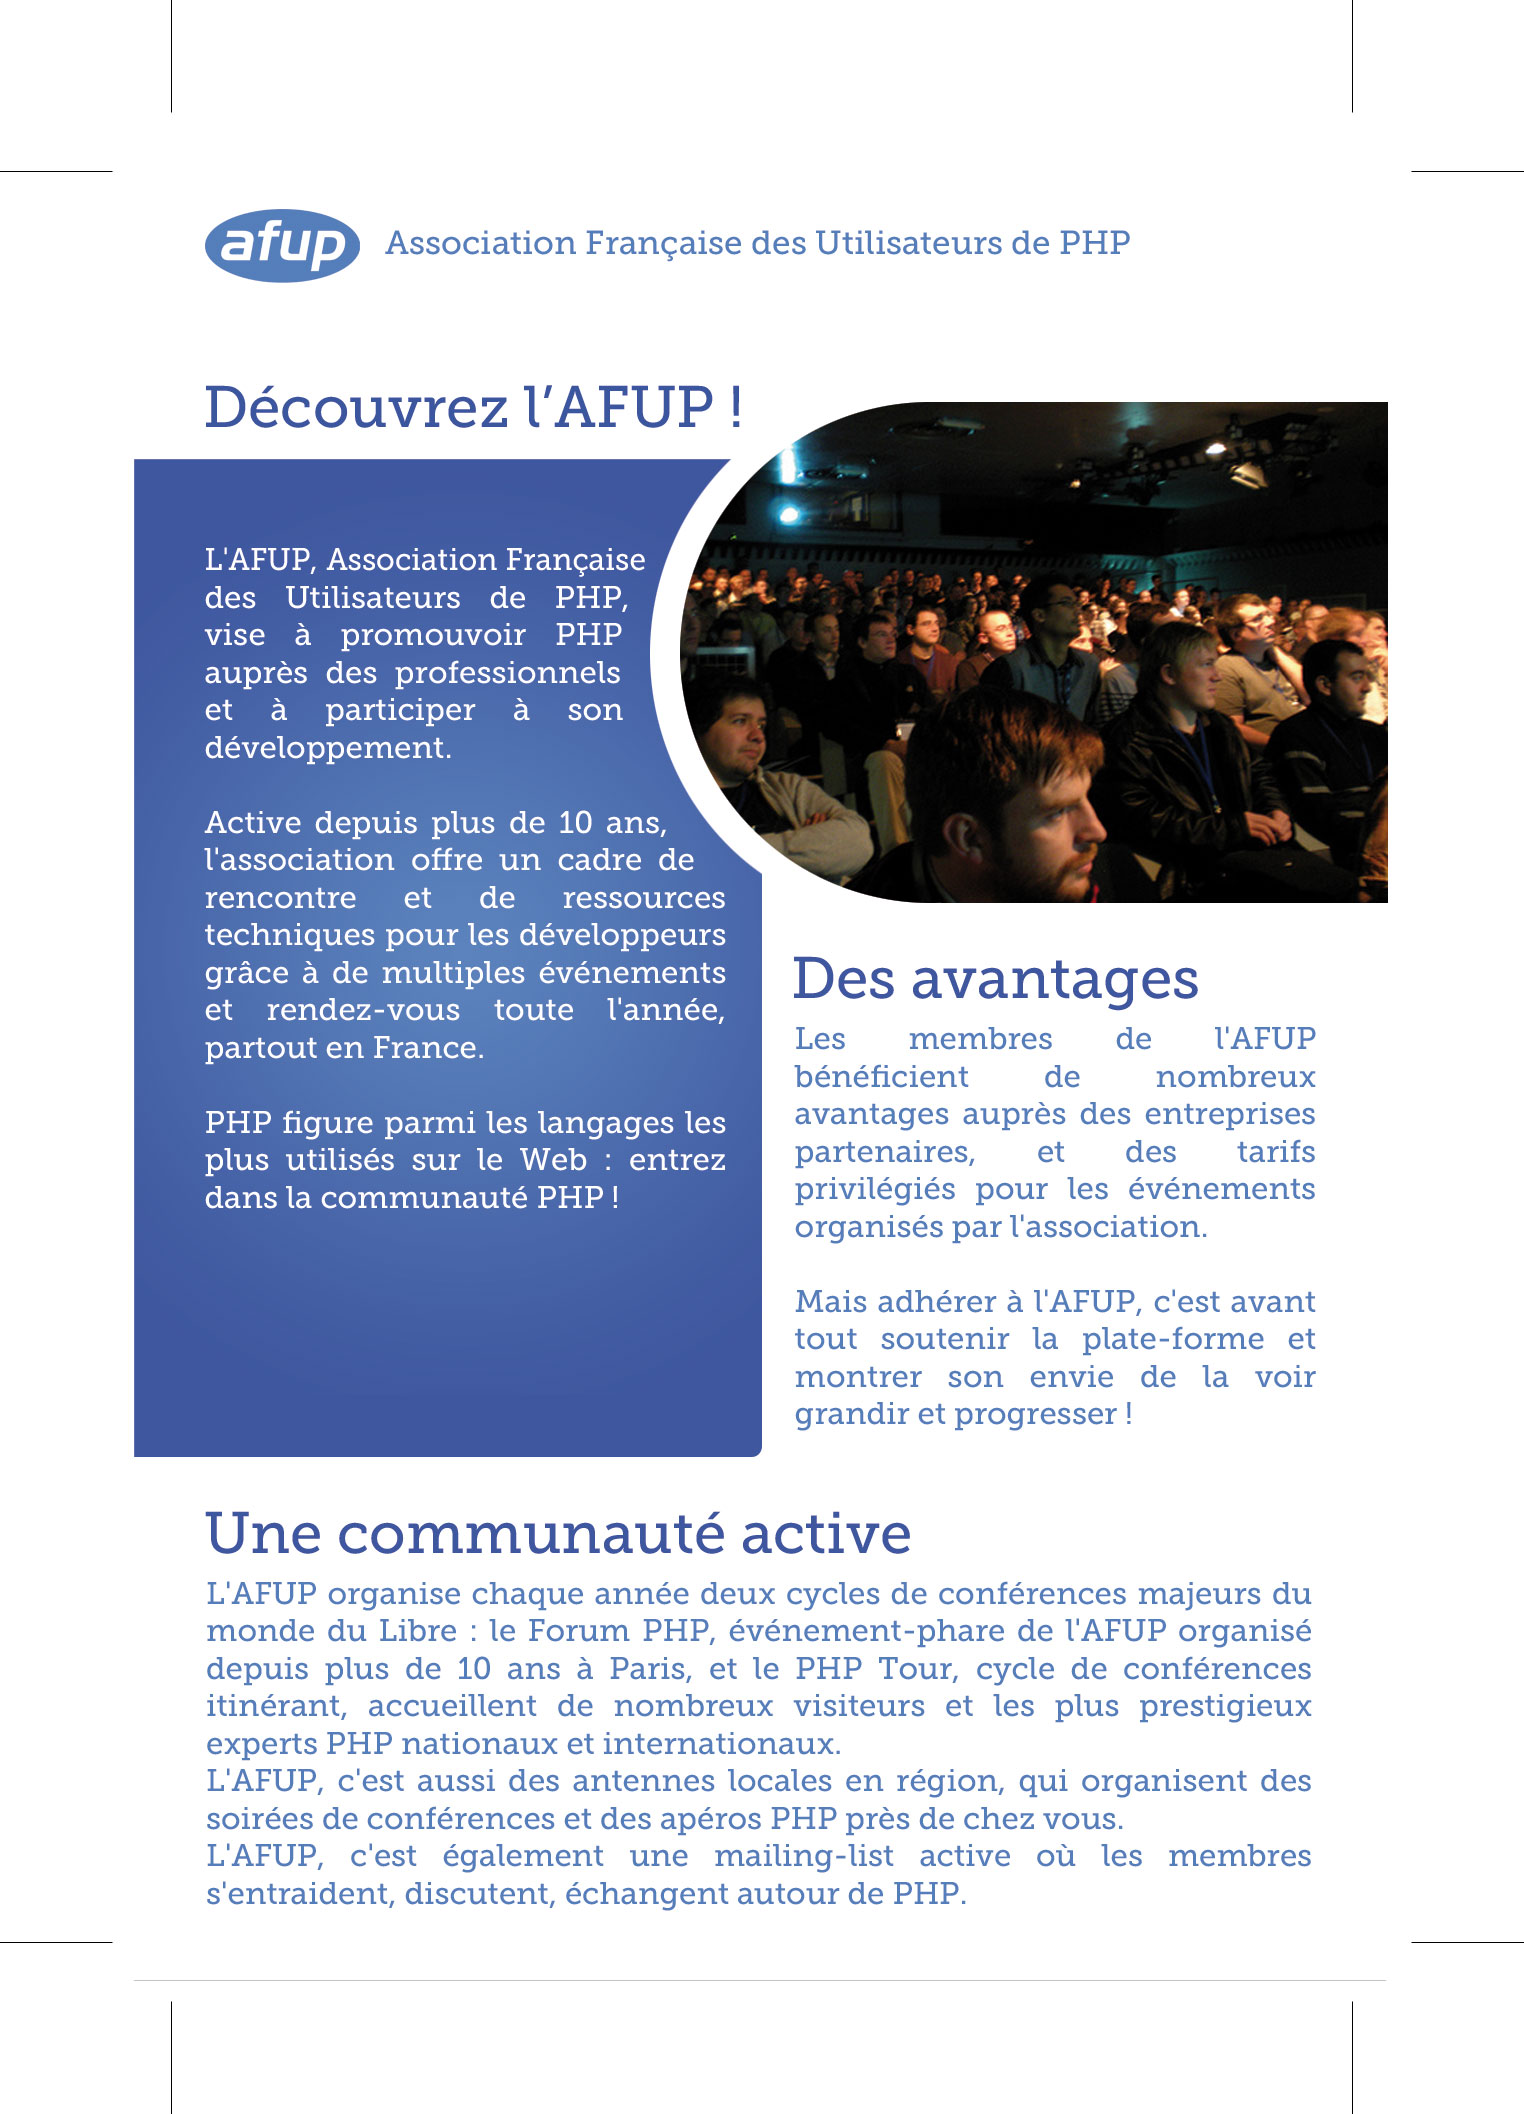 afup
Association Française des Utilisateurs de PHP
Découvrez l’AFUP !
L'AFUP, Association Française
des Utilisateurs de PHP,
vise à promouvoir PHP
auprès des professionnels
et à participer à son
développement.
Active depuis plus de 10 ans,
l'association offre un cadre de
rencontre et de ressources
techniques pour les développeurs
grâce à de multiples événements
et rendez-vous toute l'année,
partout en France.
PHP figure parmi les langages les
plus utilisés sur le Web : entrez
dans la communauté PHP !
Des avantages
Les membres de l'AFUP
bénéficient de nombreux
avantages auprès des entreprises
partenaires, et des tarifs
privilégiés pour les événements
organisés par l'association.
Mais adhérer à l'AFUP, c'est avant
tout soutenir la plate-forme et
montrer son envie de la voir
grandir et progresser !
Une communauté active
L'AFUP organise chaque année deux cycles de conférences majeurs du
monde du Libre : le Forum PHP, événement-phare de l'AFUP organisé
depuis plus de 10 ans à Paris, et le PHP Tour, cycle de conférences
itinérant, accueillent de nombreux visiteurs et les plus prestigieux
experts PHP nationaux et internationaux.
L'AFUP, c'est aussi des antennes locales en région, qui organisent des
soirées de conférences et des apéros PHP près de chez vous.
L'AFUP, c'est également une mailing-list active où les membres
s'entraident, discutent, échangent autour de PHP.